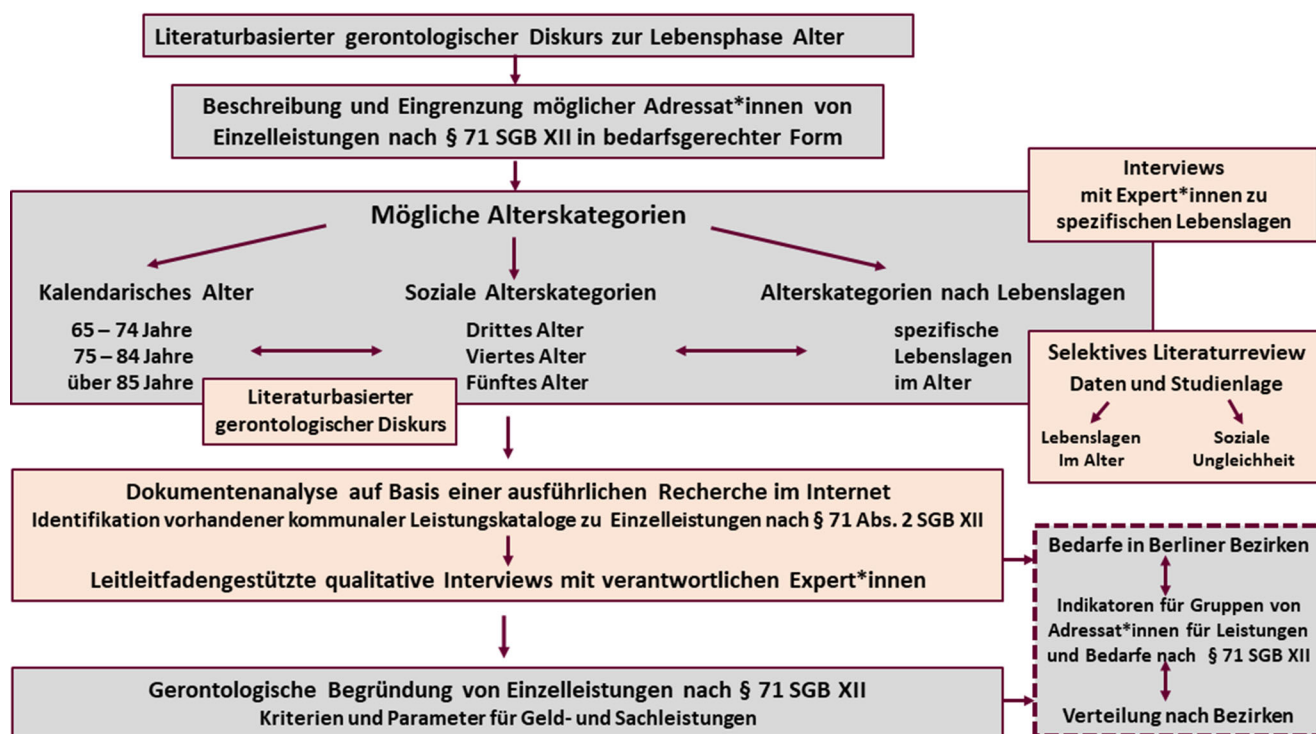 Literaturbasierter gerontologischer Diskurs zur Lebensphase Alter
Beschreibung und Eingrenzung möglicher Adressat*innen von
Einzelleistungen nach § 71 SGB XII in bedarfsgerechter Form
Interviews
mit Expert*innen zu
spezifischen Lebenslagen
Mögliche Alterskategorien
Kalendarisches Alter
65 – 74 Jahre
75 – 84 Jahre
über 85 Jahre
Soziale Alterskategorien
Drittes Alter
Viertes Alter
Fünftes Alter
Alterskategorien nach Lebenslagen
spezifische
Lebenslagen
im Alter
Literaturbasierter
gerontologischer Diskurs
Selektives Literaturreview
Daten und Studienlage
Lebenslagen
Im Alter
Soziale
Ungleichheit
Dokumentenanalyse auf Basis einer ausführlichen Recherche im Internet
Identifikation vorhandener kommunaler Leistungskataloge zu Einzelleistungen nach § 71 Abs. 2 SGB XII
Leitleitfadengestützte qualitative Interviews mit verantwortlichen Expert*innen
Bedarfe in Berliner Bezirken
Indikatoren für Gruppen von
Adressat*innen für Leistungen
und Bedarfe nach § 71 SGB XII
Verteilung nach Bezirken
Gerontologische Begründung von Einzelleistungen nach § 71 SGB XII
Kriterien und Parameter für Geld- und Sachleistungen